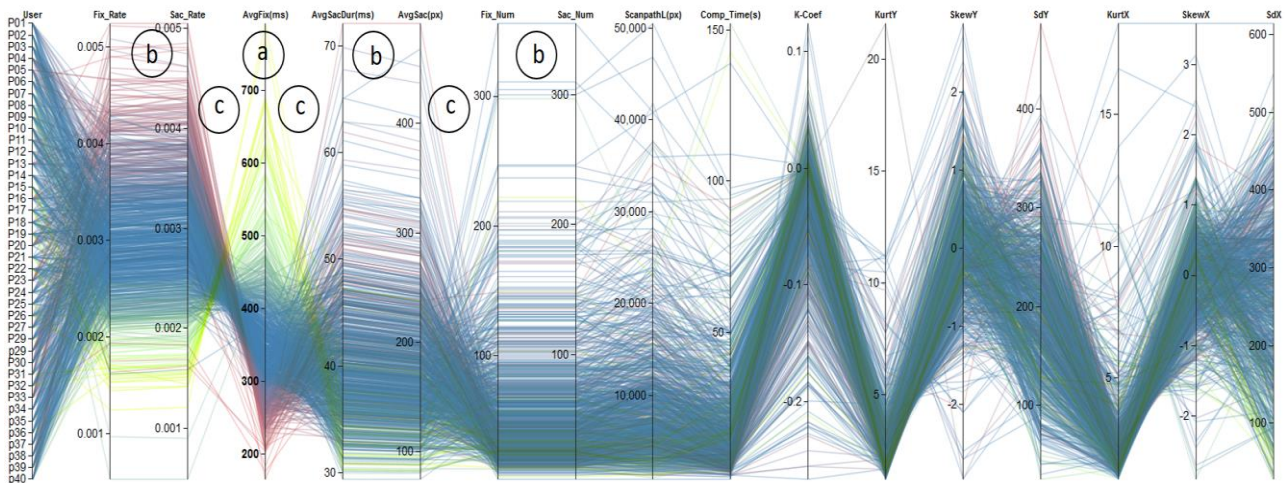 User Fix_Rate Sac_Rate AvgFix(ms) AvgSacDur(ms) AvgSac(px) Fix_Num Sac_Num ScanpathL(px) Comp_Time(s) K-Coef KurtY SkewY SdY KurtX SkewX SdX
P01
P02
P03
P04
P05
P06
P07
P08
P09
P10
P11
P12
P13
P14
P15
P16
P17
P18
P19
P20
P21
P22
P23
P24
P25
P26
P27
P29
p29
P30
P31
P32
P33
p34
p35
p36
p37
p38
p39
p40
0.005
0.004
0.003
0.002
0.001
0.005
0.004
0.003
0.002
0.001
700
600
500
400
300
200
70
60
50
40
30
400
300
200
100
300
200
100
300
200
100
50,000
40,000
30,000
20,000
10,000
150
100
50
0.1
0.0
-0.1
-0.2
20
15
10
5
2
1
0
-1
-2
400
300
200
100
15
10
5
3
2
1
0
-1
-2
600
500
400
300
200
100
b
a
b
b
c
c
c